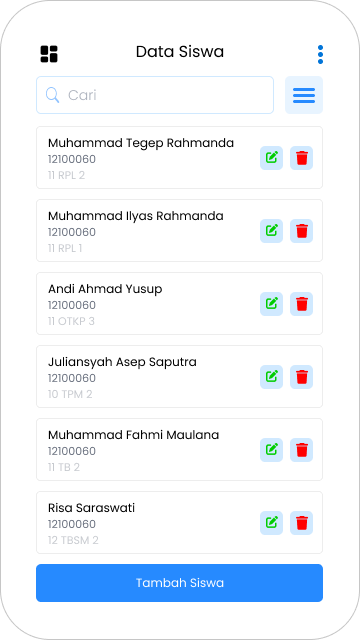 Data Siswa
Cari
Muhammad Tegep Rahmanda
12100060
11 RPL 2
Muhammad Ilyas Rahmanda
12100060
11 RPL 1
Andi Ahmad Yusup
12100060
11 OTKP 3
Juliansyah Asep Saputra
12100060
10 TPM 2
Muhammad Fahmi Maulana
12100060
11 TB 2
Risa Saraswati
12100060
12 TBSM 2
Tambah Siswa